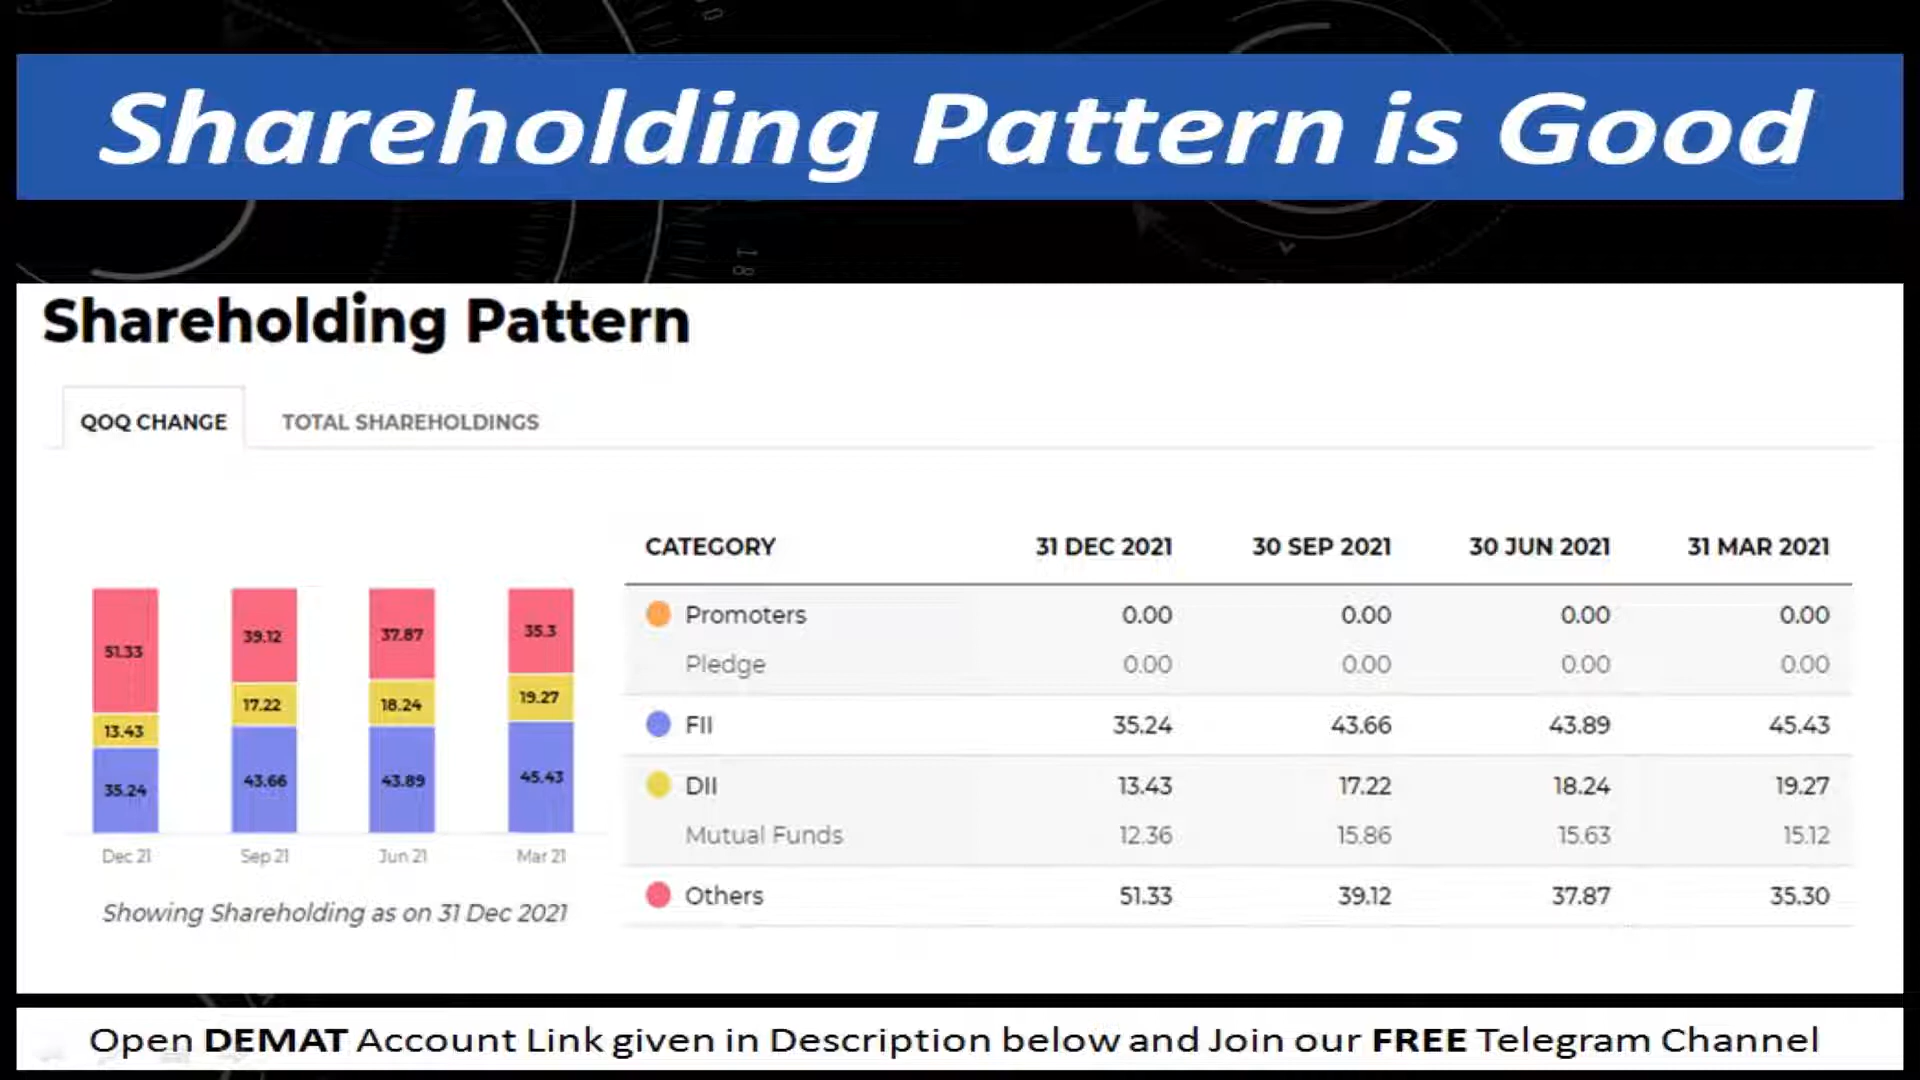 Shareholding Pattern is Good
Shareholding Pattern
QOQ CHANGE TOTAL SHAREHOLDINGS
CATEGORY 31 DEC 2021 30 SEP 2021 30 JUN 2021 31 MAR 2021
Promoters 0.00 0.00 0.00 0.00
Pledge 0.00 0.00 0.00 0.00
FII 35.24 43.66 43.89 45.43
DII 13.43 17.22 18.24 19.27
Mutual Funds 12.36 15.86 15.63 15.12
Others 51.33 39.12 37.87 35.30
51.33 39.12 37.87 35.3
13.43 17.22 18.24 19.27
35.24 43.66 43.89 45.43
Dec 21 Sep 21 Jun 21 Mar 21
Showing Shareholding as on 31 Dec 2021
Open DEMAT Account Link given in Description below and Join our FREE Telegram Channel